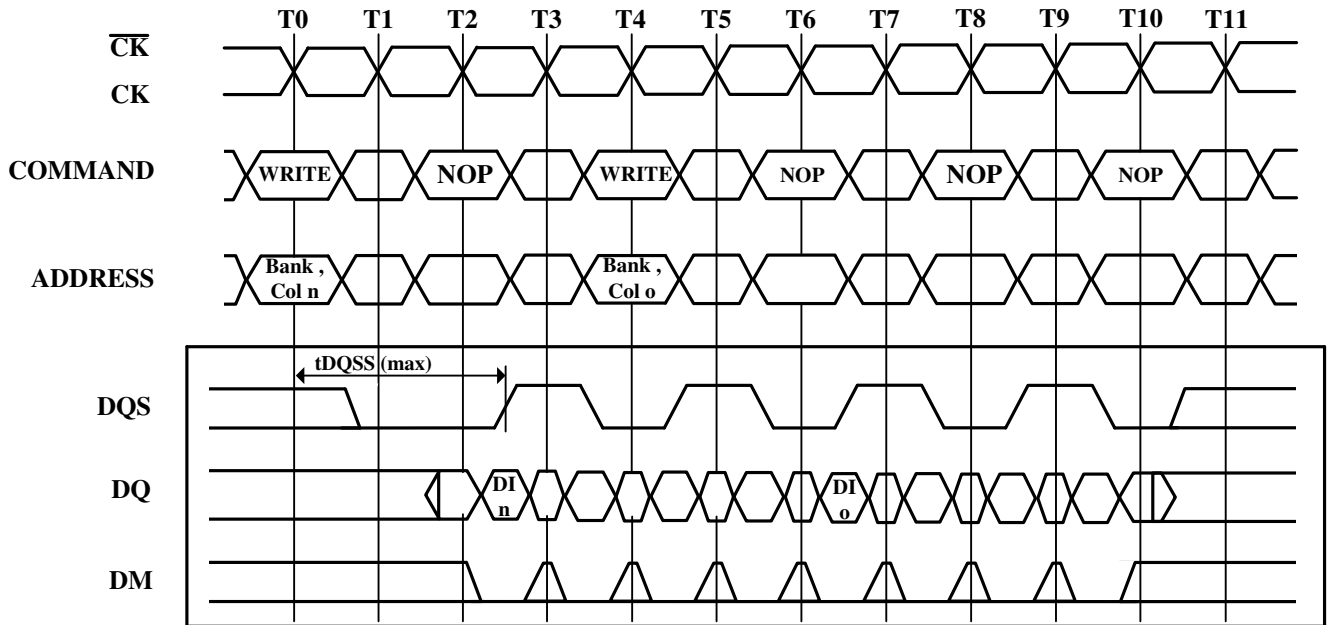 T0 T1 T2 T3 T4 T5 T6 T7 T8 T9 T10 T11
CK
CK
COMMAND WRITE NOP WRITE NOP NOP NOP
ADDRESS Bank , Col n Bank , Col o
tDQSS (max)
DQS
DQ DI n DI o
DM